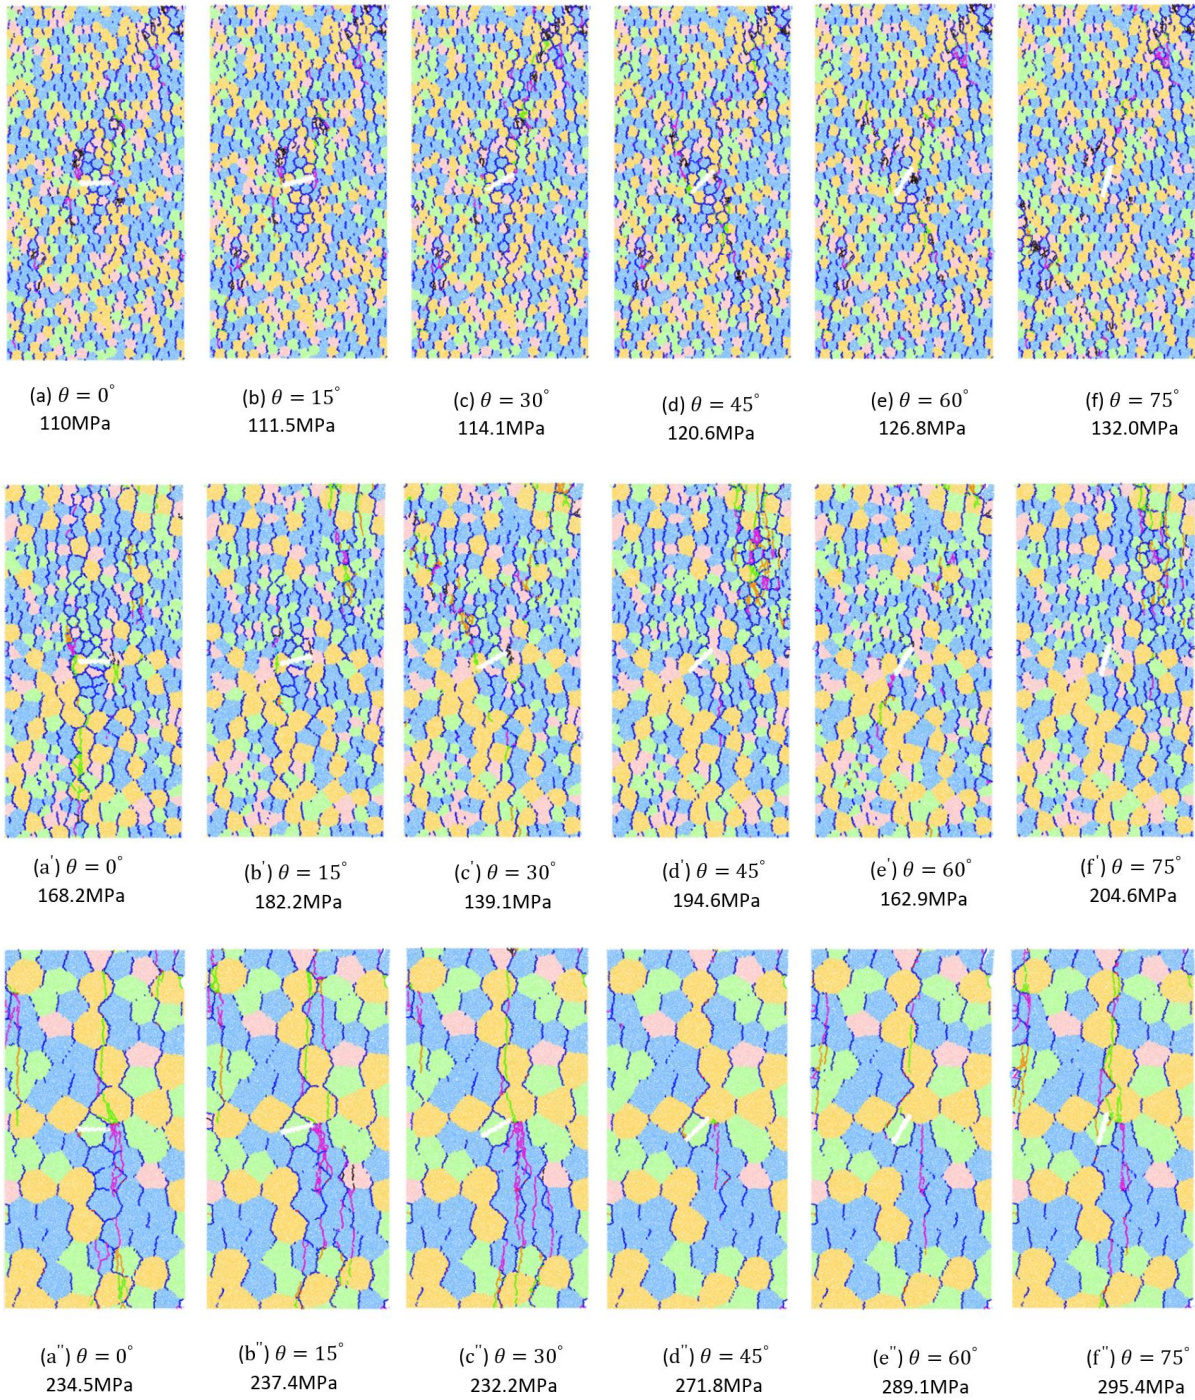 (a) θ = 0°
110MPa
(b) θ = 15°
111.5MPa
(c) θ = 30°
114.1MPa
(d) θ = 45°
120.6MPa
(e) θ = 60°
126.8MPa
(f) θ = 75°
132.0MPa
(a') θ = 0°
168.2MPa
(b') θ = 15°
182.2MPa
(c') θ = 30°
139.1MPa
(d') θ = 45°
194.6MPa
(e') θ = 60°
162.9MPa
(f') θ = 75°
204.6MPa
(a") θ = 0°
234.5MPa
(b") θ = 15°
237.4MPa
(c") θ = 30°
232.2MPa
(d") θ = 45°
271.8MPa
(e") θ = 60°
289.1MPa
(f") θ = 75°
295.4MPa